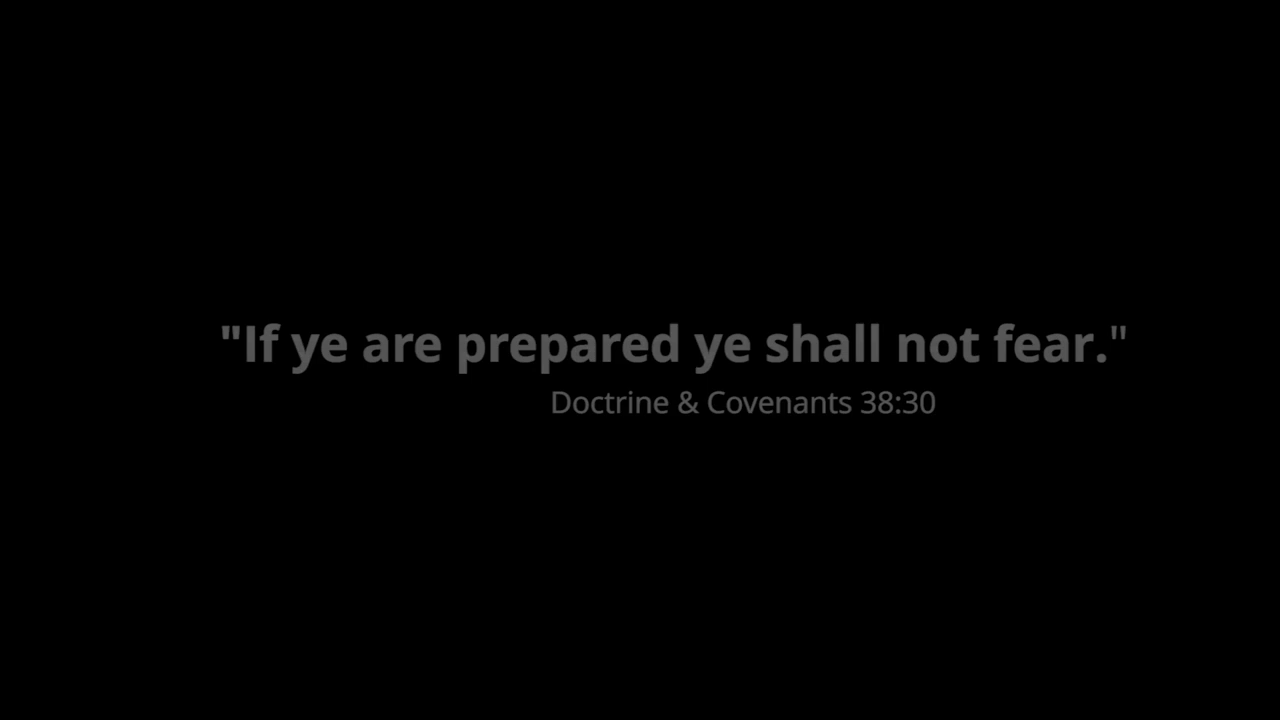 "If ye are prepared ye shall not fear."
Doctrine & Covenants 38:30